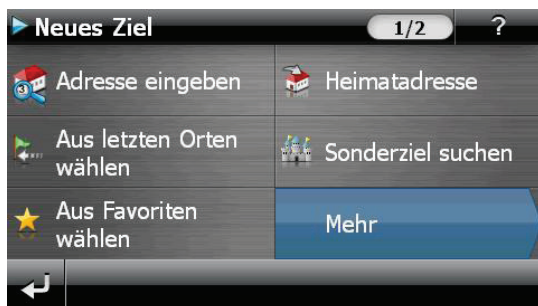 Neues Ziel
1/2
?
Adresse eingeben
Heimatadresse
Aus letzten Orten
wählen
Sonderziel suchen
Aus Favoriten
wählen
Mehr